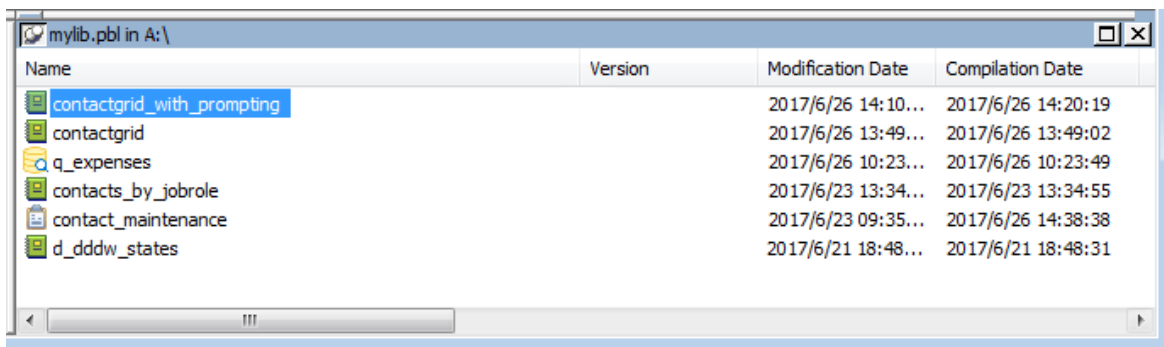 mylib.pbl in A:\
Name Version Modification Date Compilation Date
contactgrid_with_prompting 2017/6/26 14:10... 2017/6/26 14:20:19
contactgrid 2017/6/26 13:49... 2017/6/26 13:49:02
q_expenses 2017/6/26 10:23... 2017/6/26 10:23:49
contacts_by_jobrole 2017/6/23 13:34... 2017/6/23 13:34:55
contact_maintenance 2017/6/23 09:35... 2017/6/26 14:38:38
d_dddw_states 2017/6/21 18:48... 2017/6/21 18:48:31